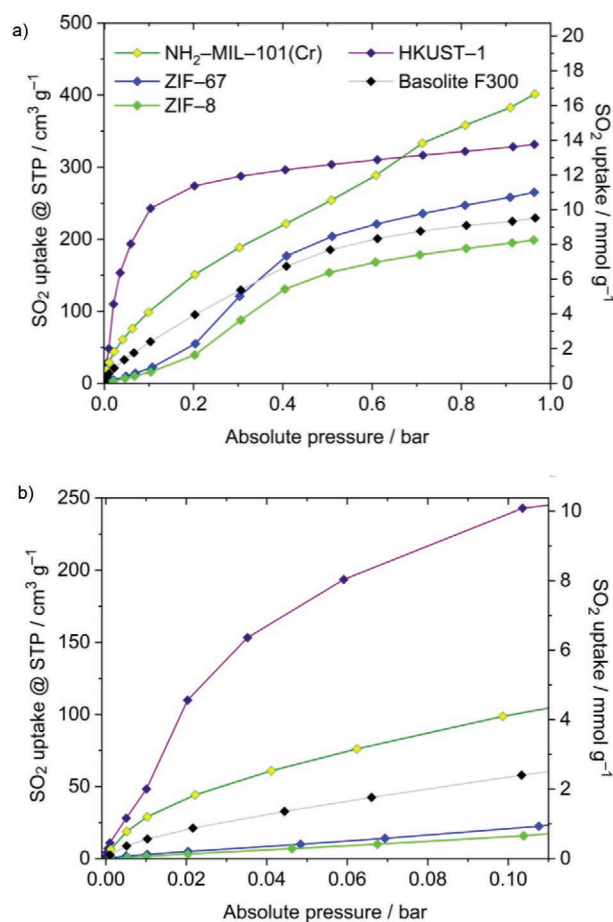 a)
500
400
300
200
100
0
SO₂ uptake @ STP / cm³ g⁻¹
NH₂–MIL–101(Cr)
ZIF–67
ZIF–8
HKUST–1
Basolite F300
20
18
16
14
12
10
8
6
4
2
0
SO₂ uptake / mmol g⁻¹
0.0 0.2 0.4 0.6 0.8 1.0
Absolute pressure / bar
b)
250
200
150
100
50
0
SO₂ uptake @ STP / cm³ g⁻¹
10
8
6
4
2
0
SO₂ uptake / mmol g⁻¹
0.00 0.02 0.04 0.06 0.08 0.10
Absolute pressure / bar